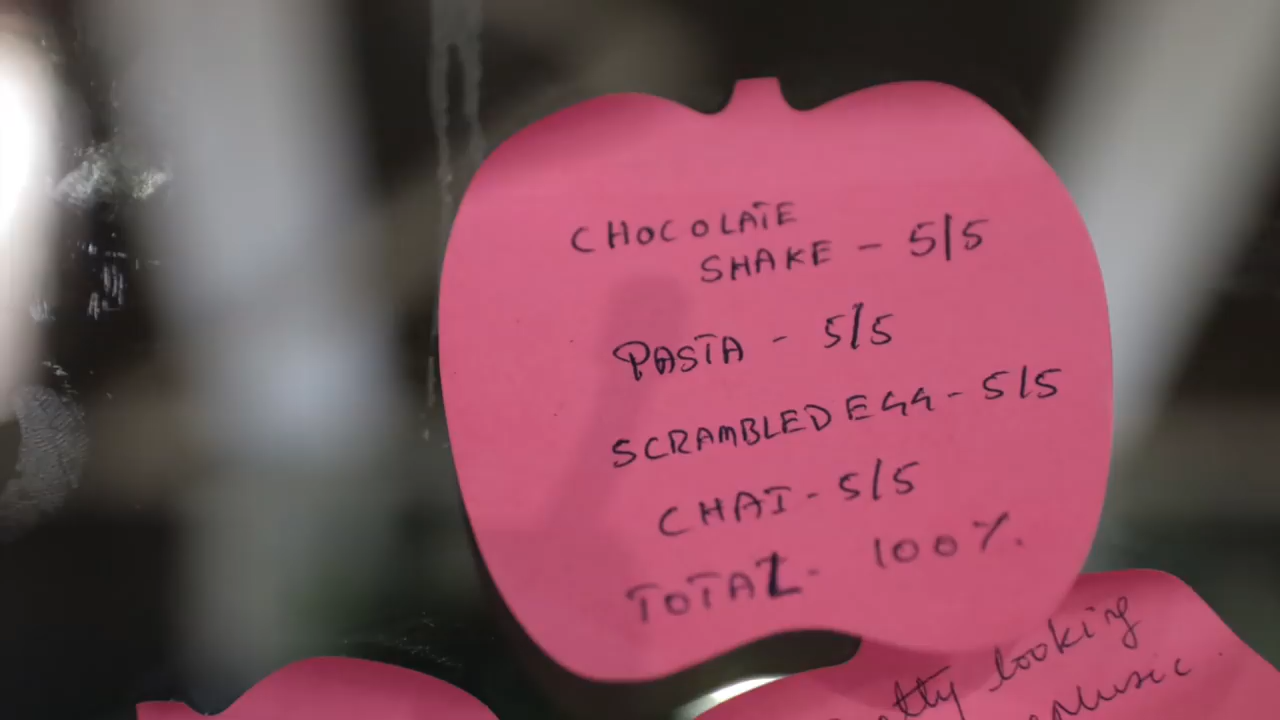 CHOCOLATE
SHAKE - 5/5
PASTA - 5/5
SCRAMBLED EGG - 5/5
CHAI - 5/5
TOTAL - 100%.
looking